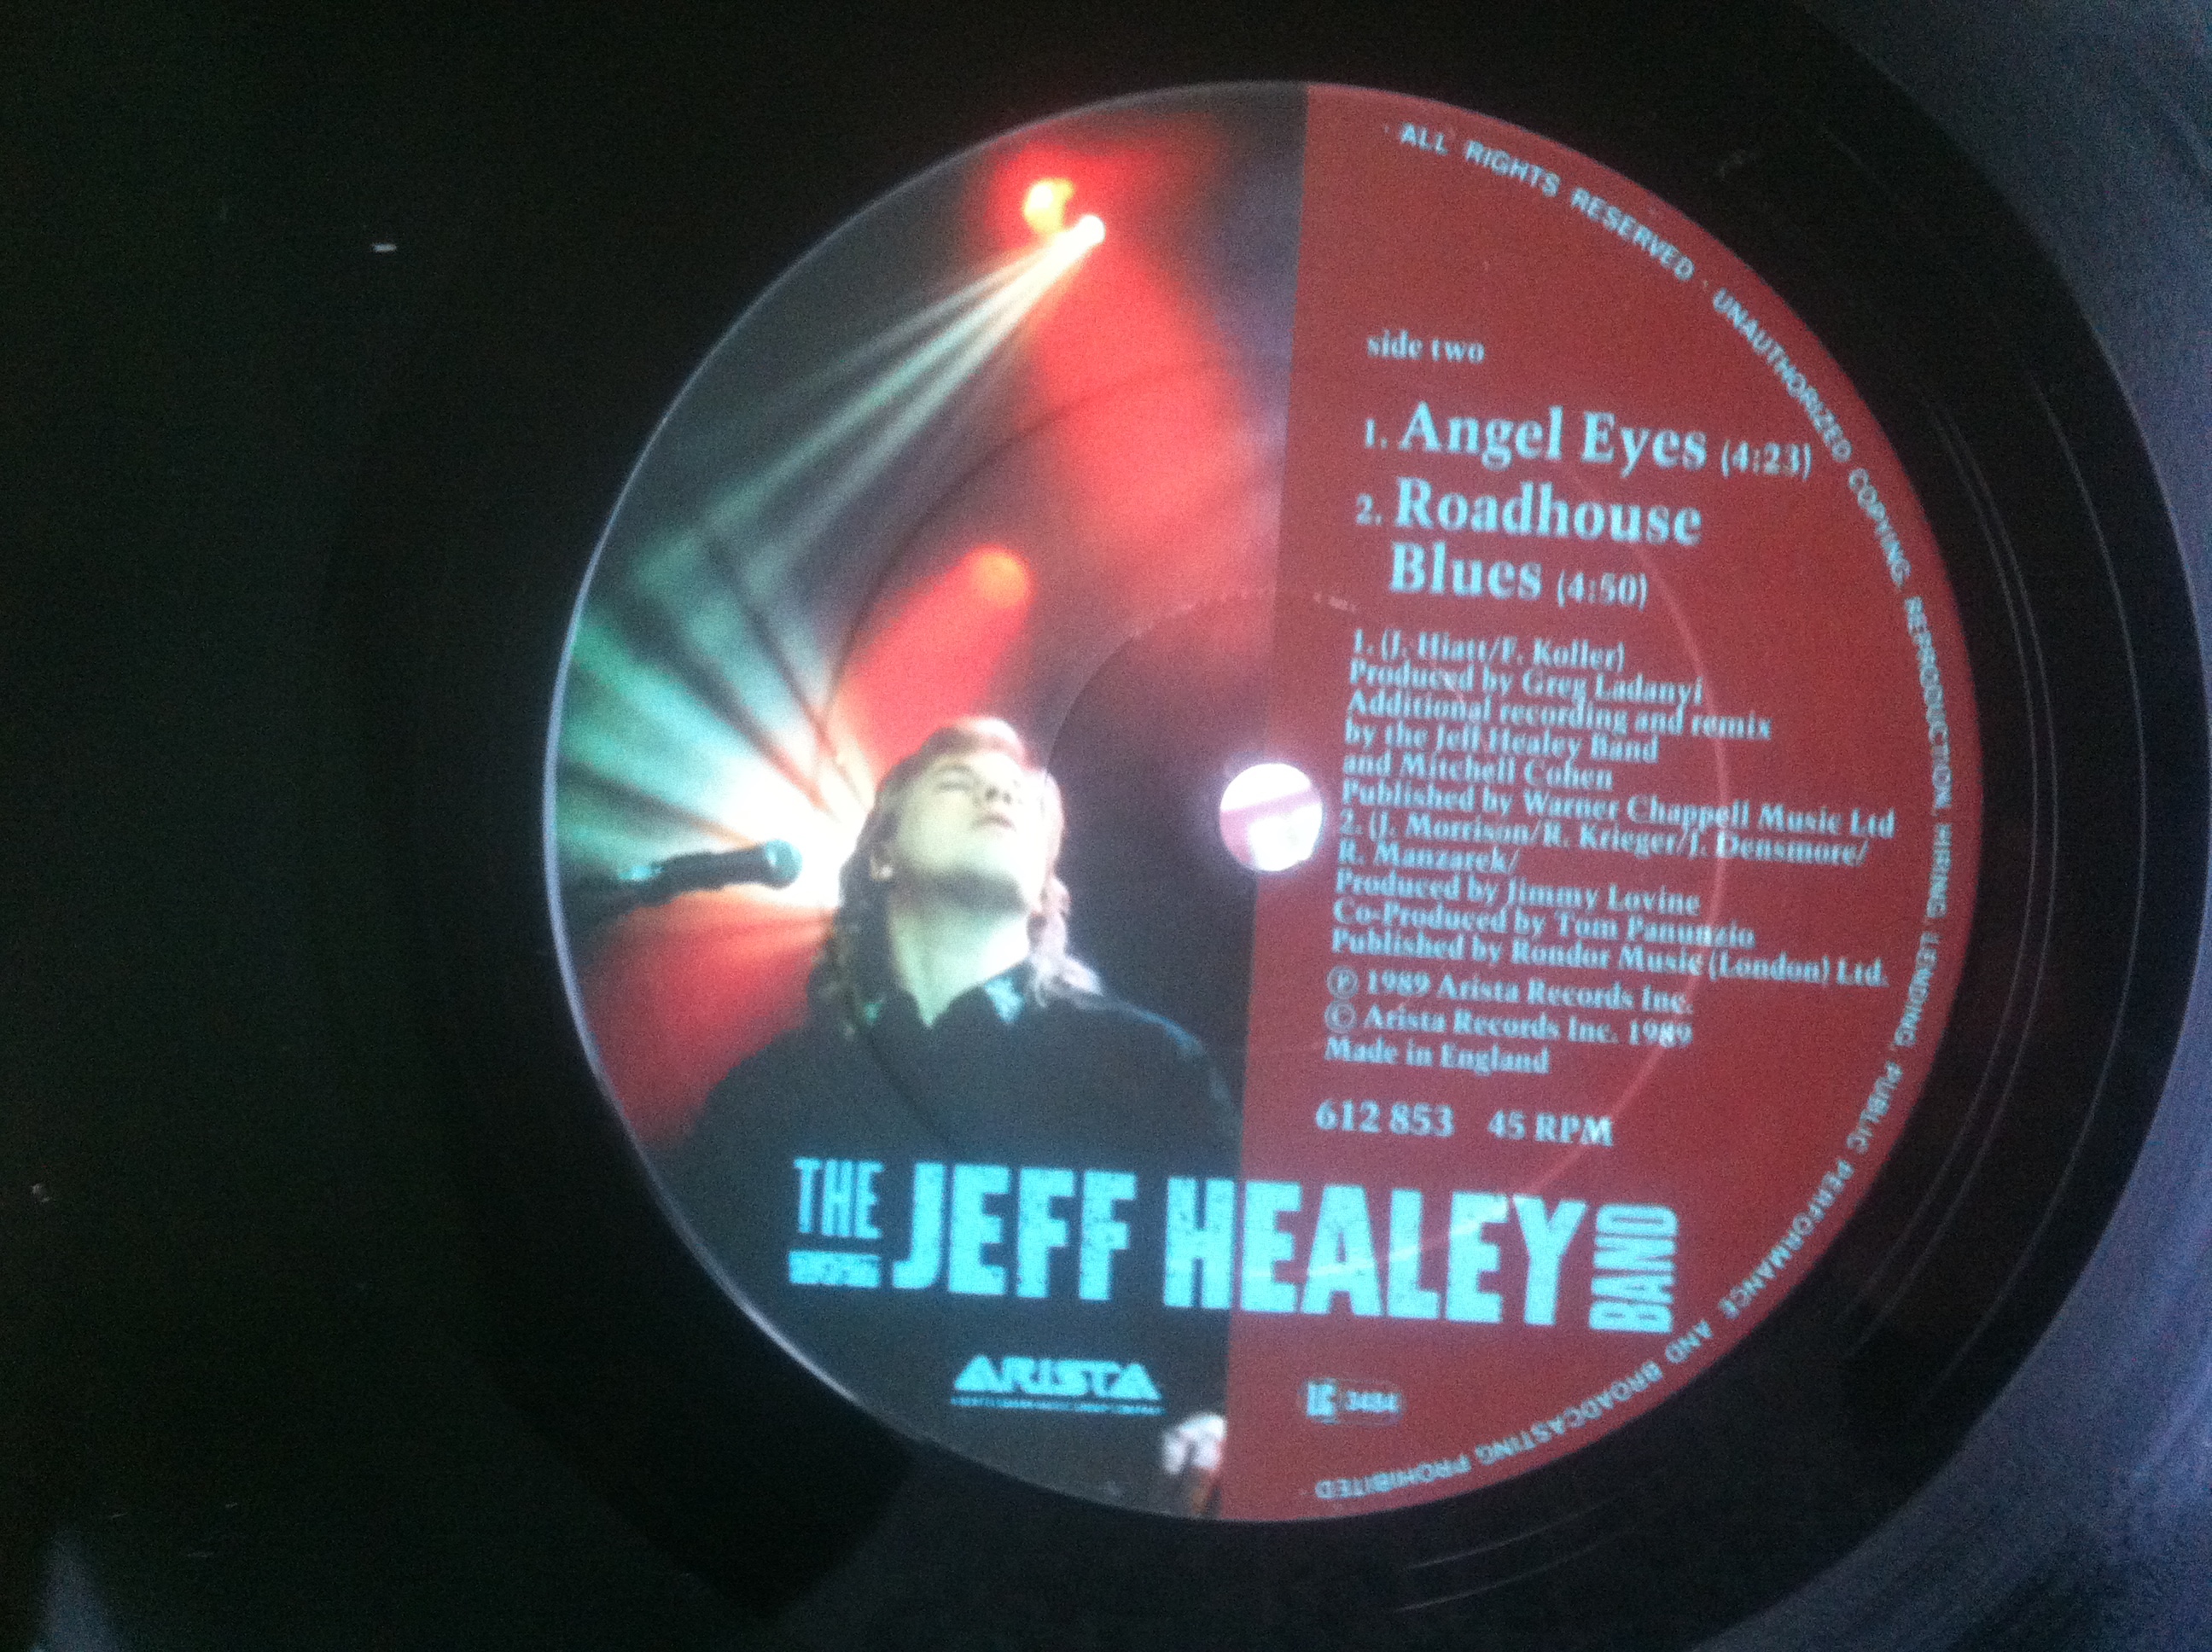 ALL RIGHTS RESERVED · UNAUTHORIZED COPYING, REPRODUCTION, HIRING, LENDING, PUBLIC PERFORMANCE AND BROADCASTING PROHIBITED
side two
1. Angel Eyes (4:23)
2. Roadhouse
Blues (4:50)
1. (J. Hiatt/F. Koller)
Produced by Greg Ladanyi
Additional recording and remix
by the Jeff Healey Band
and Mitchell Cohen
Published by Warner Chappell Music Ltd
2. (J. Morrison/R. Krieger/J. Densmore/
R. Manzarek/
Produced by Jimmy Lovine
Co-Produced by Tom Panunzio
Published by Rondor Music (London) Ltd.
℗ 1989 Arista Records Inc.
© Arista Records Inc. 1989
Made in England
612 853 45 RPM
THE JEFF HEALEY BAND
ARISTA
LC 3484